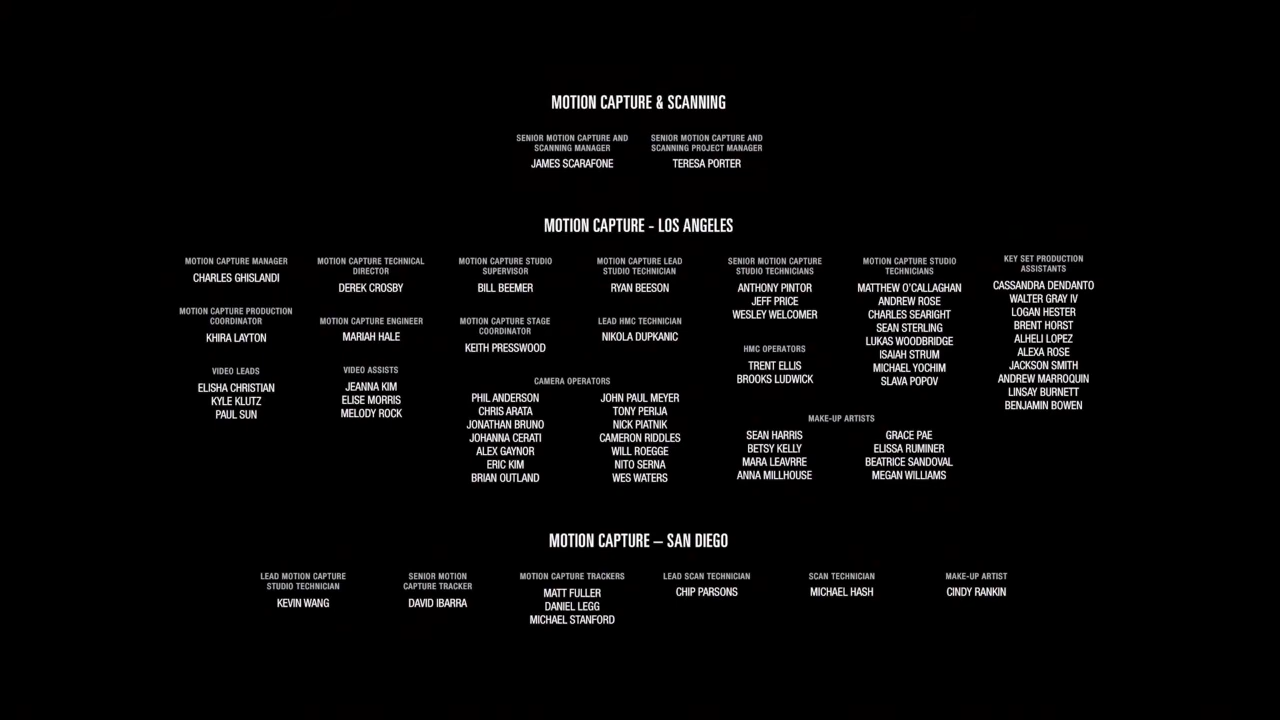 MOTION CAPTURE & SCANNING
SENIOR MOTION CAPTURE AND
SCANNING MANAGER
JAMES SCARAFONE
SENIOR MOTION CAPTURE AND
SCANNING PROJECT MANAGER
TERESA PORTER
MOTION CAPTURE - LOS ANGELES
MOTION CAPTURE MANAGER
CHARLES GHISLANDI
MOTION CAPTURE PRODUCTION
COORDINATOR
KHIRA LAYTON
VIDEO LEADS
ELISHA CHRISTIAN
KYLE KLUTZ
PAUL SUN
MOTION CAPTURE TECHNICAL
DIRECTOR
DEREK CROSBY
MOTION CAPTURE ENGINEER
MARIAH HALE
VIDEO ASSISTS
JEANNA KIM
ELISE MORRIS
MELODY ROCK
MOTION CAPTURE STUDIO
SUPERVISOR
BILL BEEMER
MOTION CAPTURE STAGE
COORDINATOR
KEITH PRESSWOOD
MOTION CAPTURE LEAD
STUDIO TECHNICIAN
RYAN BEESON
LEAD HMC TECHNICIAN
NIKOLA DUPKANIC
CAMERA OPERATORS
PHIL ANDERSON
CHRIS ARATA
JONATHAN BRUNO
JOHANNA CERATI
ALEX GAYNOR
ERIC KIM
BRIAN OUTLAND
JOHN PAUL MEYER
TONY PERIJA
NICK PIATNIK
CAMERON RIDDLES
WILL ROEGGE
NITO SERNA
WES WATERS
SENIOR MOTION CAPTURE
STUDIO TECHNICIANS
ANTHONY PINTOR
JEFF PRICE
WESLEY WELCOMER
HMC OPERATORS
TRENT ELLIS
BROOKS LUDWICK
MOTION CAPTURE STUDIO
TECHNICIANS
MATTHEW O'CALLAGHAN
ANDREW ROSE
CHARLES SEARIGHT
SEAN STERLING
LUKAS WOODBRIDGE
ISAIAH STRUM
MICHAEL YOCHIM
SLAVA POPOV
MAKE-UP ARTISTS
SEAN HARRIS
BETSY KELLY
MARA LEAVRRE
ANNA MILLHOUSE
GRACE PAE
ELISSA RUMINER
BEATRICE SANDOVAL
MEGAN WILLIAMS
KEY SET PRODUCTION
ASSISTANTS
CASSANDRA DENDANTO
WALTER GRAY IV
LOGAN HESTER
BRENT HORST
ALHELI LOPEZ
ALEXA ROSE
JACKSON SMITH
ANDREW MARROQUIN
LINSAY BURNETT
BENJAMIN BOWEN
MOTION CAPTURE – SAN DIEGO
LEAD MOTION CAPTURE
STUDIO TECHNICIAN
KEVIN WANG
SENIOR MOTION
CAPTURE TRACKER
DAVID IBARRA
MOTION CAPTURE TRACKERS
MATT FULLER
DANIEL LEGG
MICHAEL STANFORD
LEAD SCAN TECHNICIAN
CHIP PARSONS
SCAN TECHNICIAN
MICHAEL HASH
MAKE-UP ARTIST
CINDY RANKIN